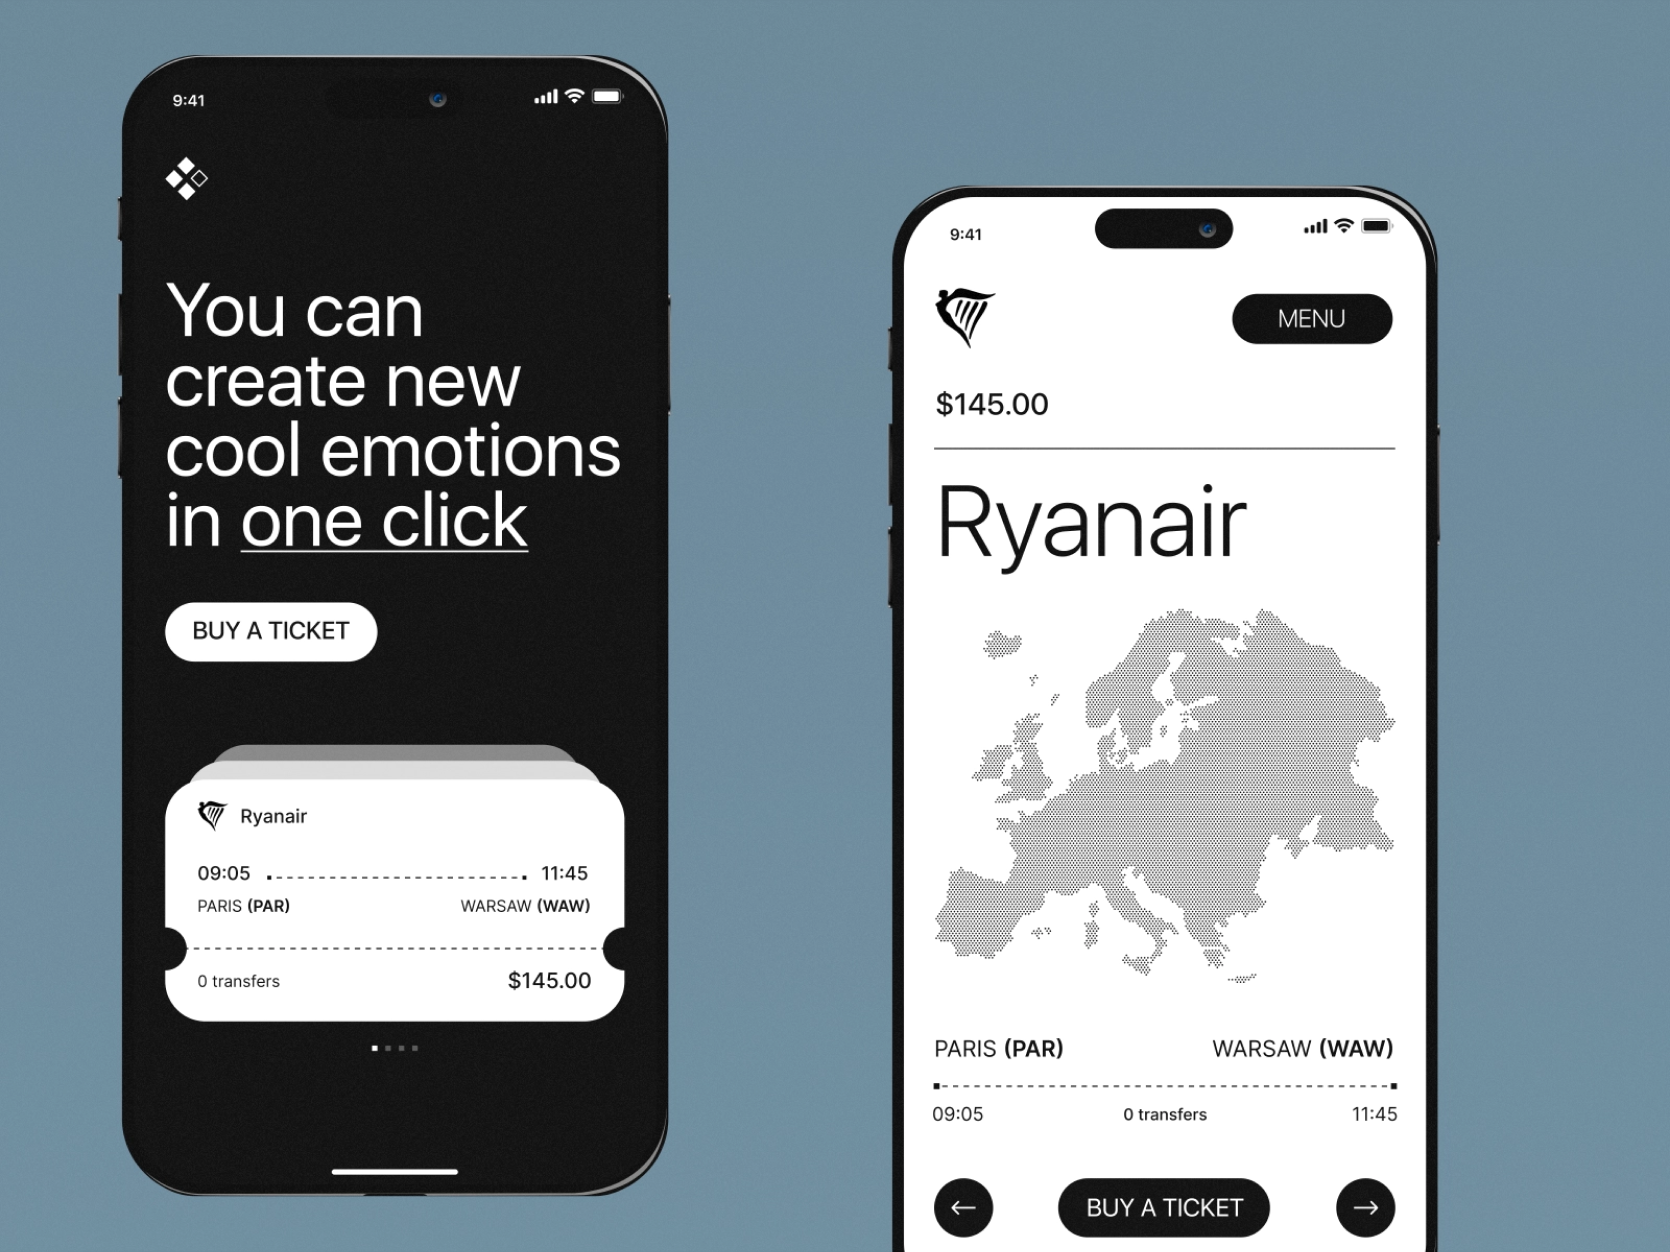 9:41
You can
create new
cool emotions
in one click
BUY A TICKET
Ryanair
09:05 11:45
PARIS (PAR) WARSAW (WAW)
0 transfers $145.00
9:41
MENU
$145.00
Ryanair
PARIS (PAR) WARSAW (WAW)
09:05 0 transfers 11:45
BUY A TICKET